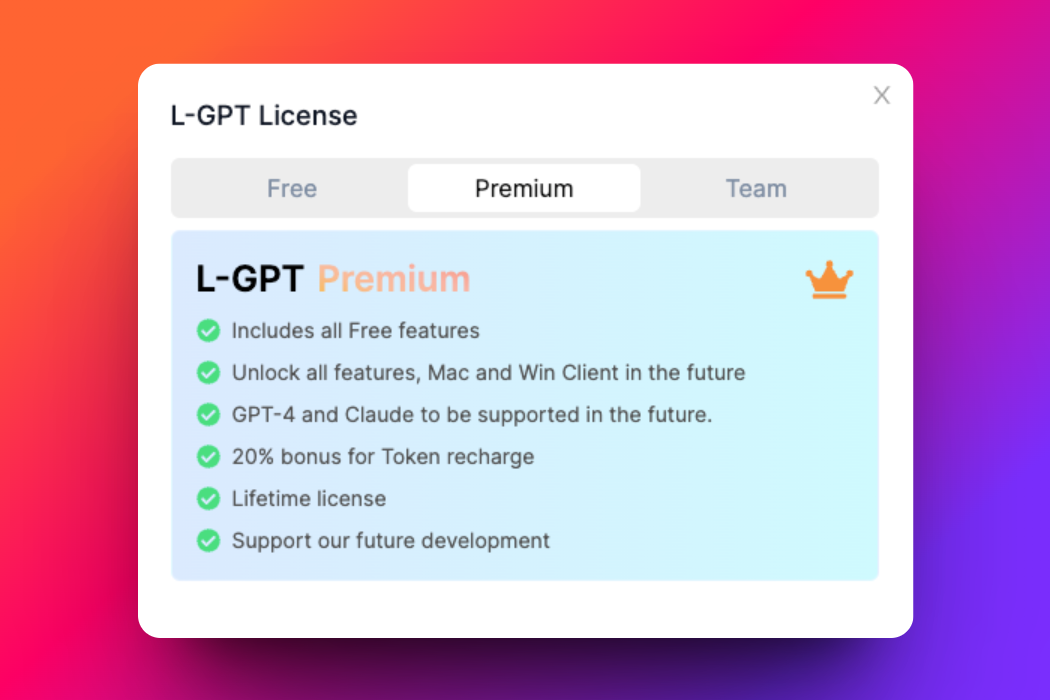 L-GPT License
X
Free Premium Team
L-GPT Premium
Includes all Free features
Unlock all features, Mac and Win Client in the future
GPT-4 and Claude to be supported in the future.
20% bonus for Token recharge
Lifetime license
Support our future development